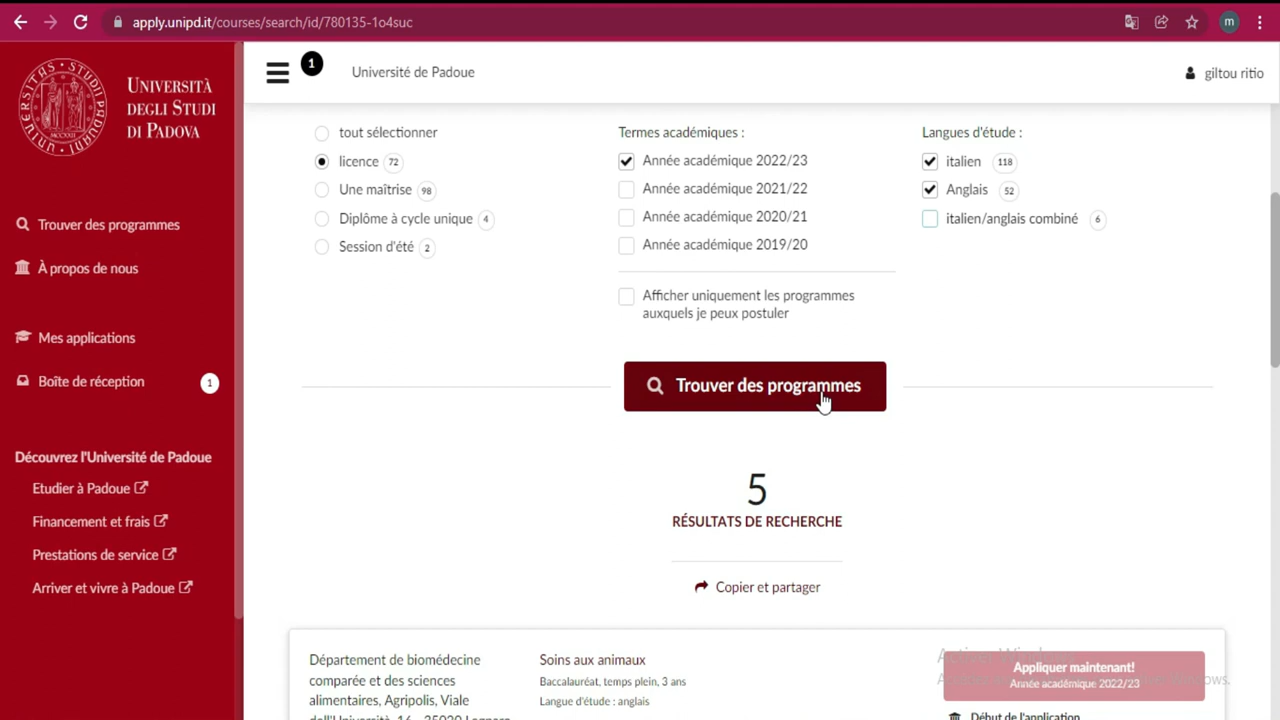 apply.unipd.it/courses/search/id/780135-1o4suc
m
UNIVERSITÀ
DEGLI STUDI
DI PADOVA
1
Université de Padoue
giltou ritio
Trouver des programmes
À propos de nous
Mes applications
Boîte de réception 1
Découvrez l'Université de Padoue
Etudier à Padoue
Financement et frais
Prestations de service
Arriver et vivre à Padoue
tout sélectionner
licence 72
Une maîtrise 98
Diplôme à cycle unique 4
Session d'été 2
Termes académiques :
Année académique 2022/23
Année académique 2021/22
Année académique 2020/21
Année académique 2019/20
Afficher uniquement les programmes
auxquels je peux postuler
Langues d'étude :
italien 118
Anglais 52
italien/anglais combiné 6
Trouver des programmes
5
RÉSULTATS DE RECHERCHE
Copier et partager
Département de biomédecine
comparée et des sciences
alimentaires, Agripolis, Viale
dell'Università, 16 - 35020 Legnaro
Soins aux animaux
Baccalauréat, temps plein, 3 ans
Langue d'étude : anglais
Appliquer maintenant!
Année académique 2022/23
Début de l'application